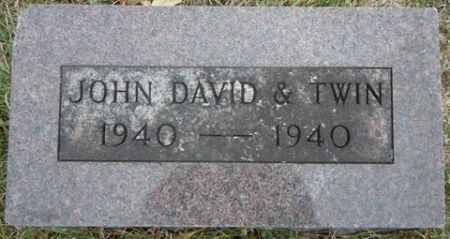 JOHN DAVID & TWIN
1940 — — 1940